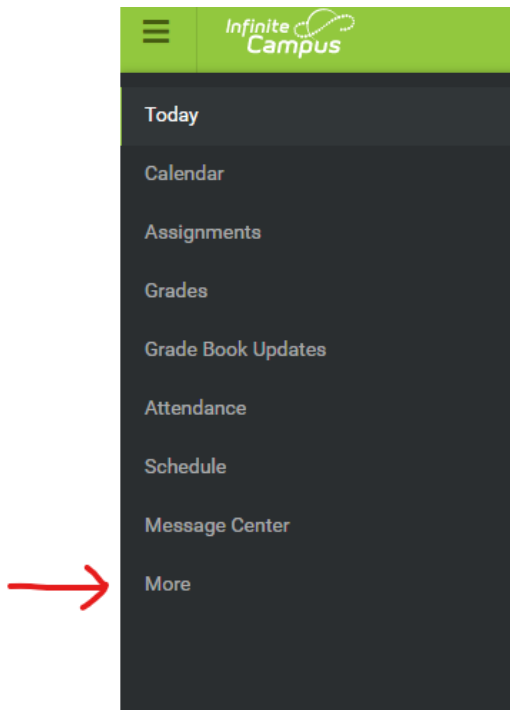 Infinite
Campus
Today
Calendar
Assignments
Grades
Grade Book Updates
Attendance
Schedule
Message Center
More